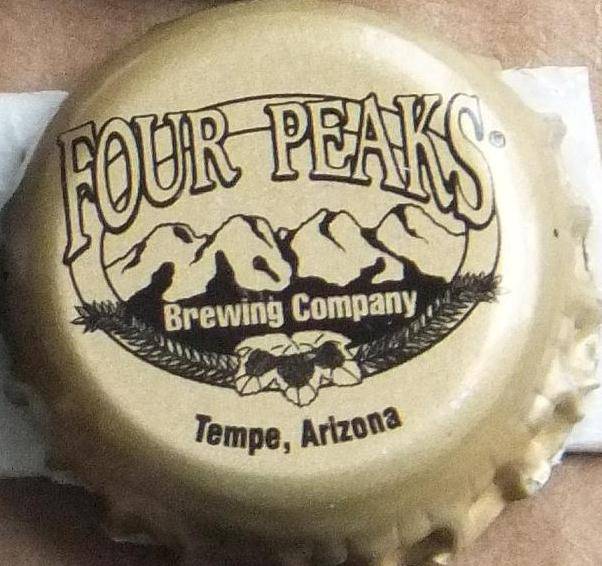 FOUR PEAKS®
Brewing Company
Tempe, Arizona